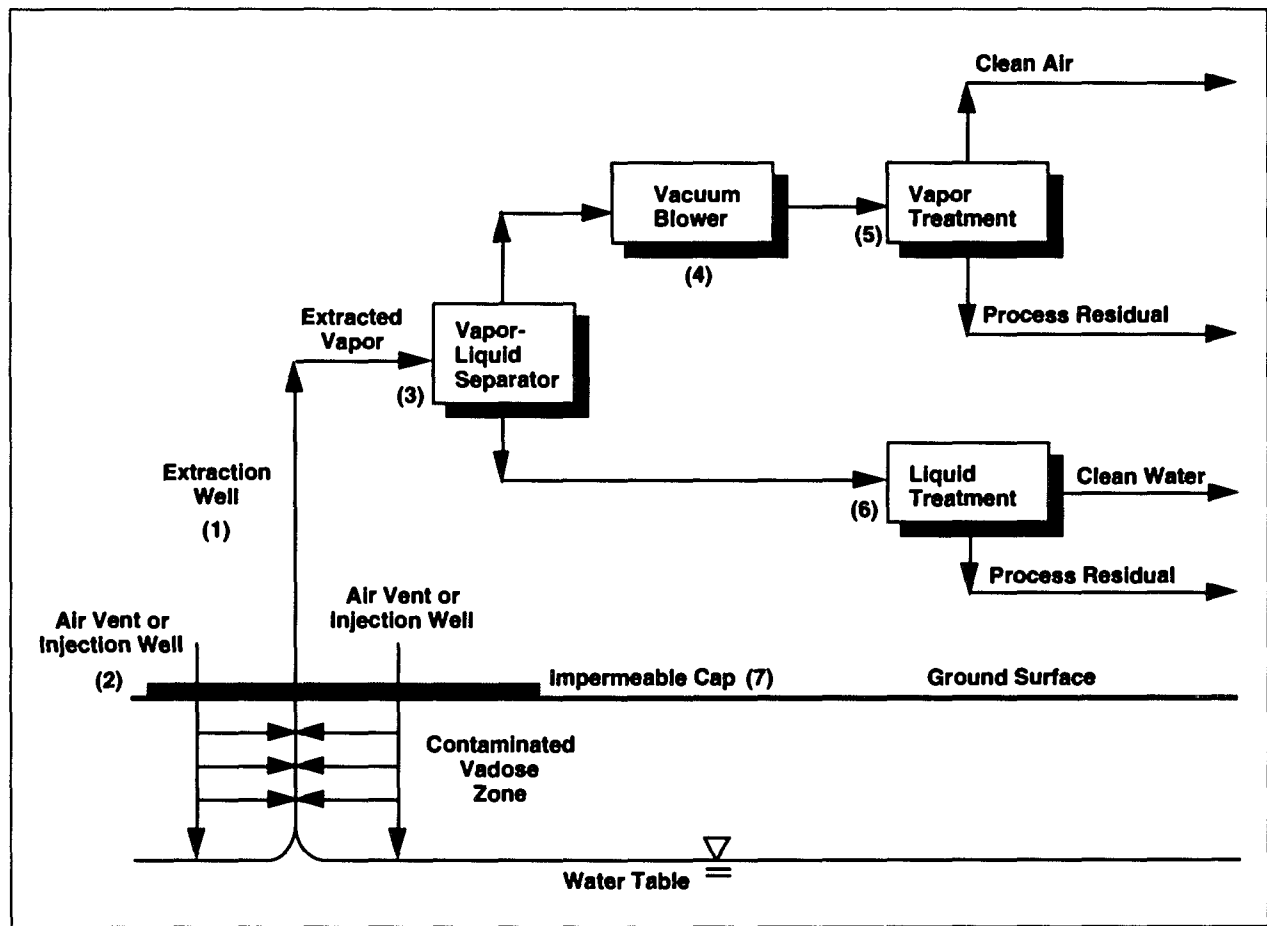 Clean Air
Vacuum
Blower
(4)
Vapor
Treatment
(5)
Process Residual
Extracted
Vapor
Vapor-
Liquid
Separator
(3)
Extraction
Well
(1)
Liquid
Treatment
(6)
Clean Water
Process Residual
Air Vent or
Injection Well
(2)
Air Vent or
Injection Well
Impermeable Cap (7)
Ground Surface
Contaminated
Vadose
Zone
Water Table